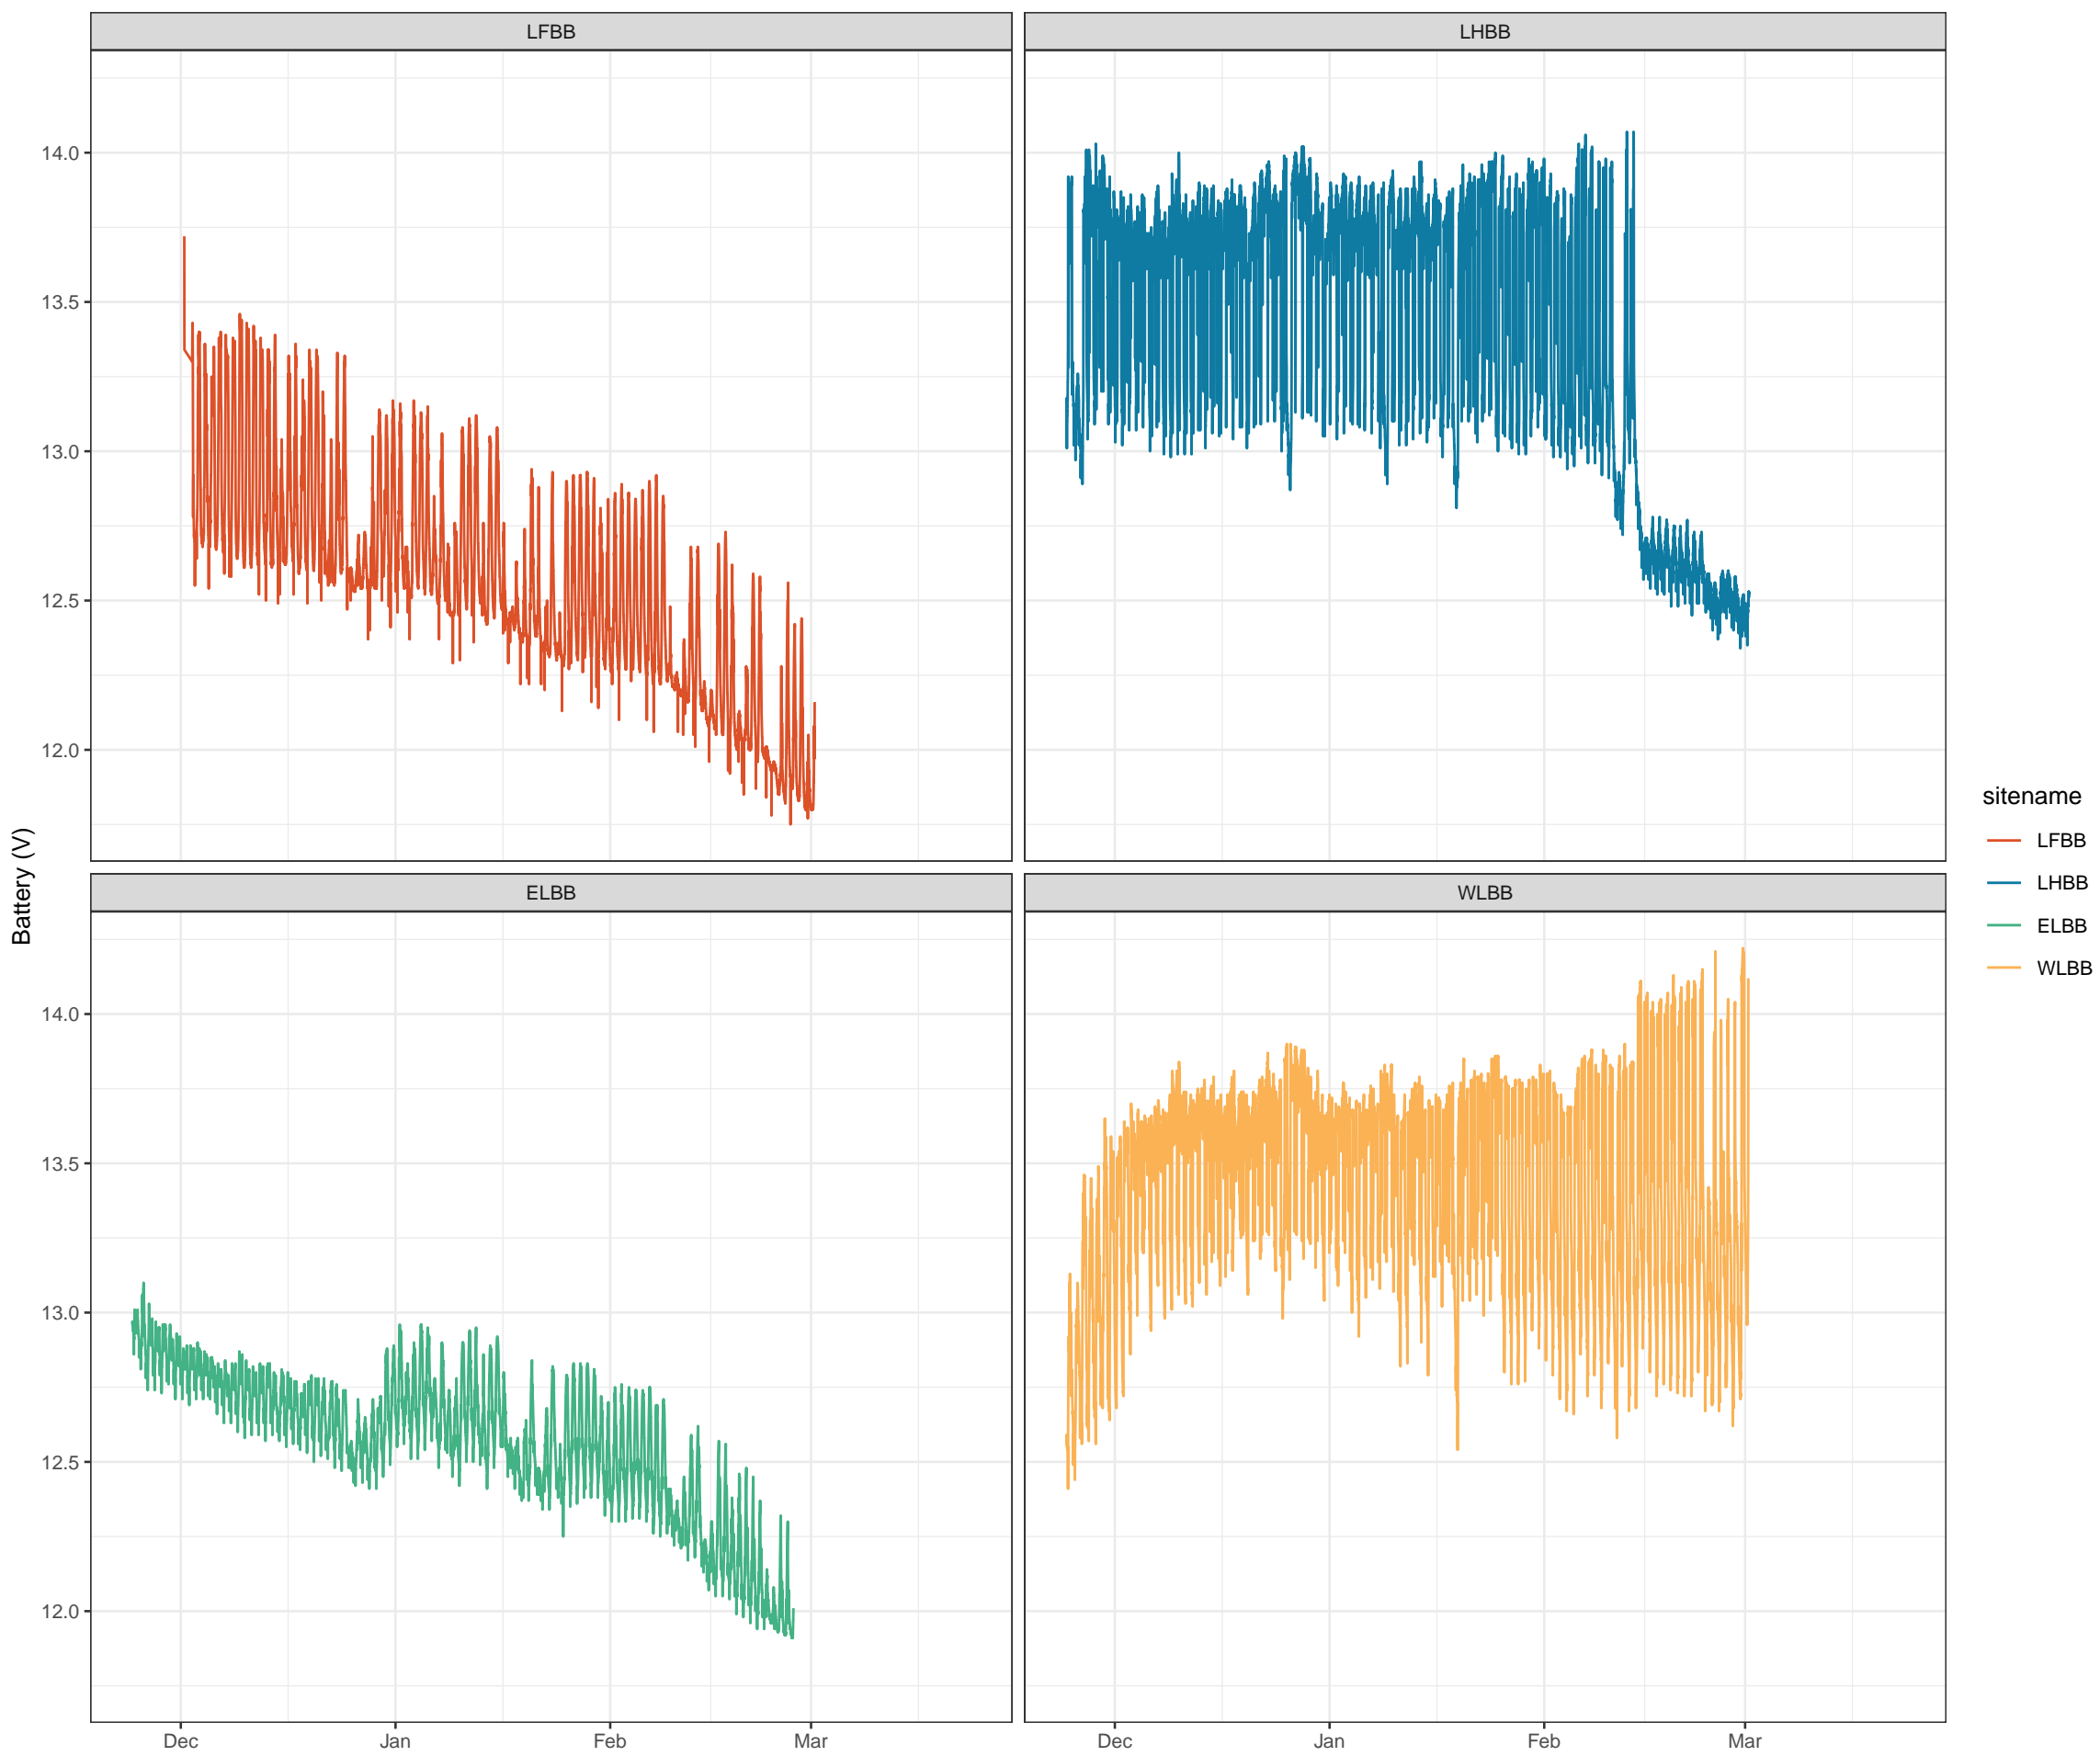 LFBB
LHBB
14.0
13.5
13.0
12.5
12.0
ELBB
WLBB
14.0
13.5
13.0
12.5
12.0
Dec
Jan
Feb
Mar
Dec
Jan
Feb
Mar
Battery (V)
sitename
LFBB
LHBB
ELBB
WLBB